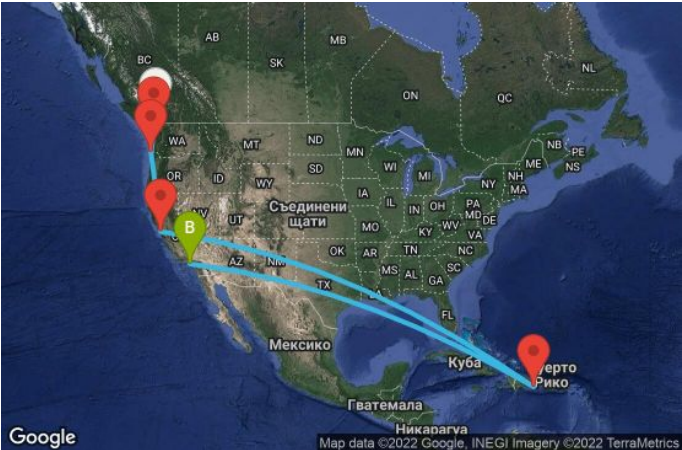 AB
MB
BC
SK
NL
ON
QC
WA
MT
ND
MN
NB
PE
ME
NS
OR
ID
SD
WI
MI
NH
NY
MA
WY
IA
PA
NV
UT
Съединени
щати
IL
IN
OH
MD
DE
MO
WV
KY
VA
B
AZ
NM
OK
AR
TN
NC
MS
AL
SC
GA
TX
LA
FL
Мексико
Куба
уерто
Рико
Гватемала
Никарагуа
Google
Map data ©2022 Google, INEGI Imagery ©2022 TerraMetrics